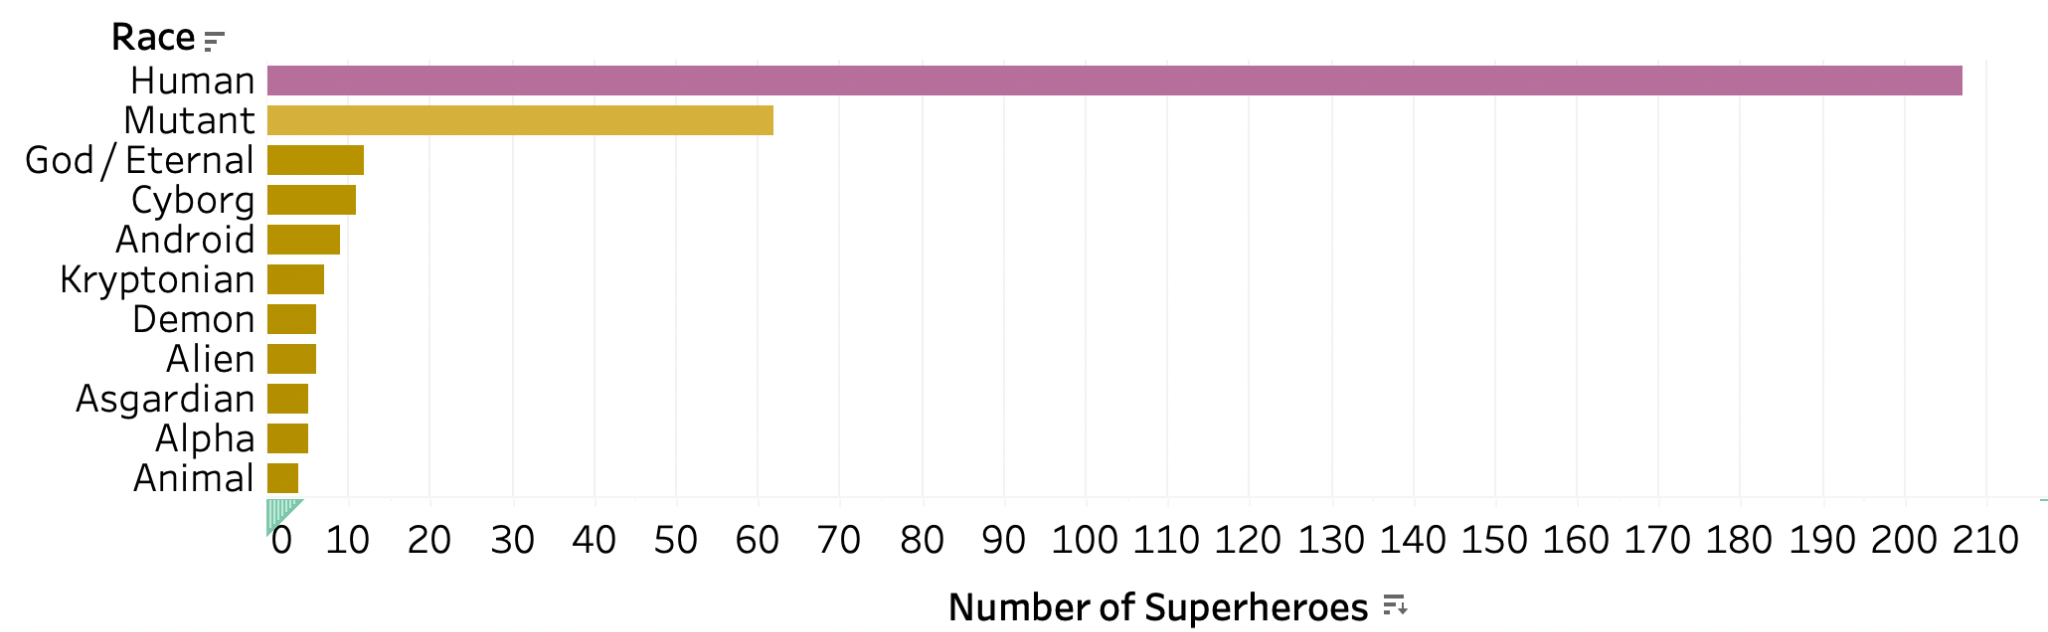 Race
Human
Mutant
God / Eternal
Cyborg
Android
Kryptonian
Demon
Alien
Asgardian
Alpha
Animal
0 10 20 30 40 50 60 70 80 90 100 110 120 130 140 150 160 170 180 190 200 210
Number of Superheroes